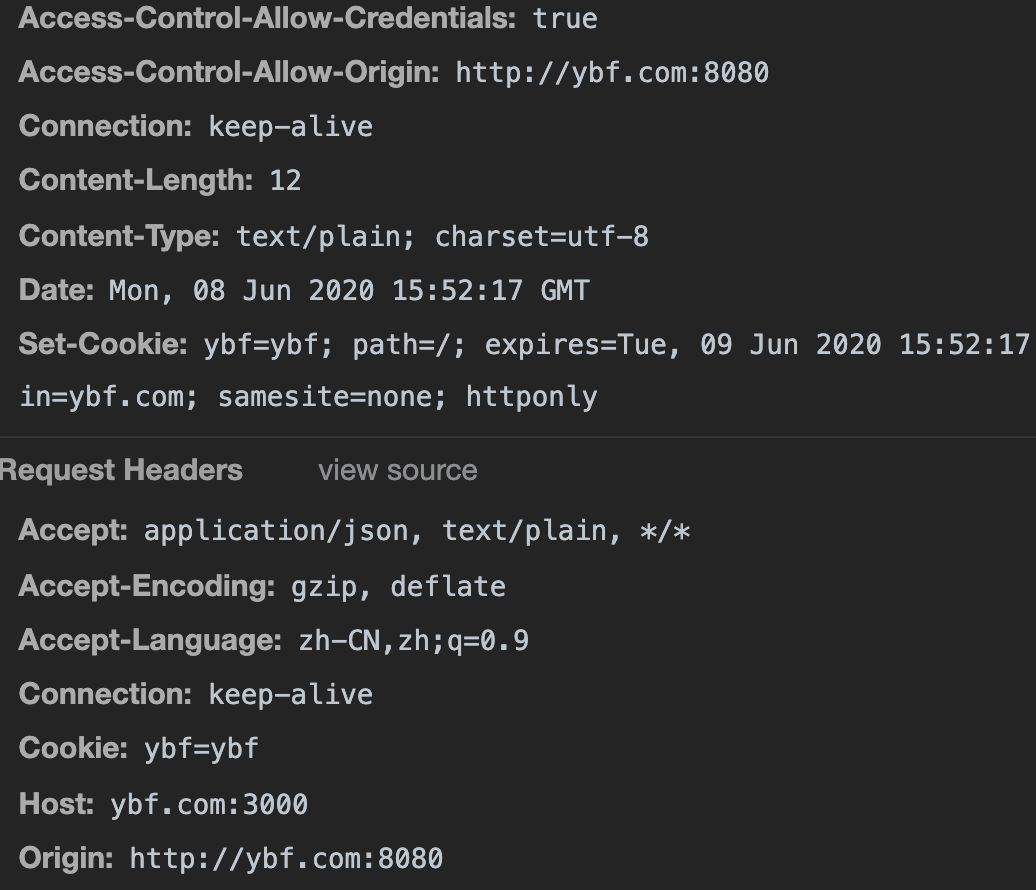 Access-Control-Allow-Credentials: true
Access-Control-Allow-Origin: http://ybf.com:8080
Connection: keep-alive
Content-Length: 12
Content-Type: text/plain; charset=utf-8
Date: Mon, 08 Jun 2020 15:52:17 GMT
Set-Cookie: ybf=ybf; path=/; expires=Tue, 09 Jun 2020 15:52:17
in=ybf.com; samesite=none; httponly
Request Headers view source
Accept: application/json, text/plain, */*
Accept-Encoding: gzip, deflate
Accept-Language: zh-CN,zh;q=0.9
Connection: keep-alive
Cookie: ybf=ybf
Host: ybf.com:3000
Origin: http://ybf.com:8080